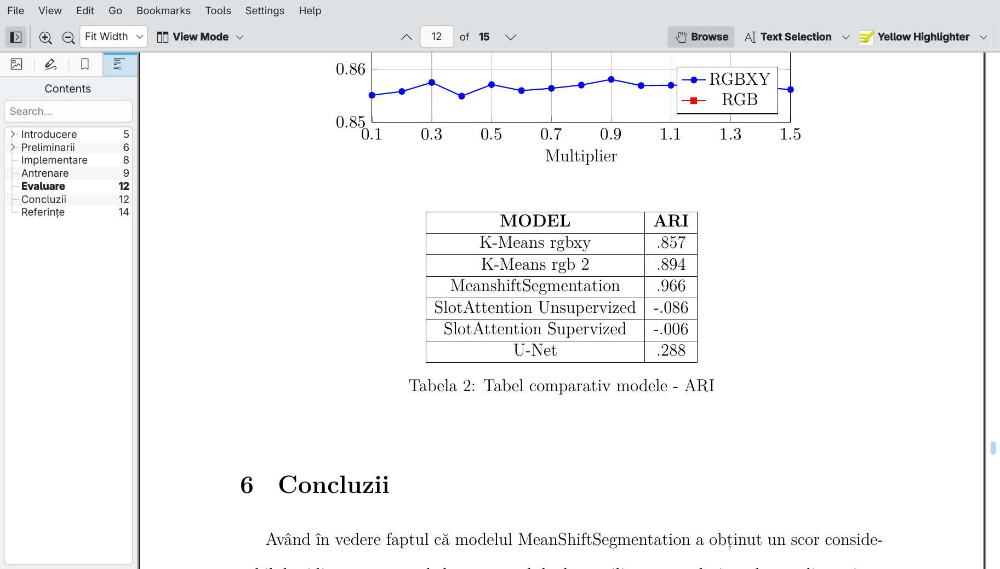 File View Edit Go Bookmarks Tools Settings Help
Fit Width View Mode 12 of 15 Browse Text Selection Yellow Highlighter
Contents
Search...
Introducere 5
Preliminarii 6
Implementare 8
Antrenare 9
Evaluare 12
Concluzii 12
Referințe 14
0.86
0.85
RGBXY
RGB
0.1 0.3 0.5 0.7 0.9 1.1 1.3 1.5
Multiplier
MODEL ARI
K-Means rgbxy .857
K-Means rgb 2 .894
MeanshiftSegmentation .966
SlotAttention Unsupervized -.086
SlotAttention Supervized -.006
U-Net .288
Tabela 2: Tabel comparativ modele - ARI
6 Concluzii
Având în vedere faptul că modelul MeanShiftSegmentation a obținut un scor conside-